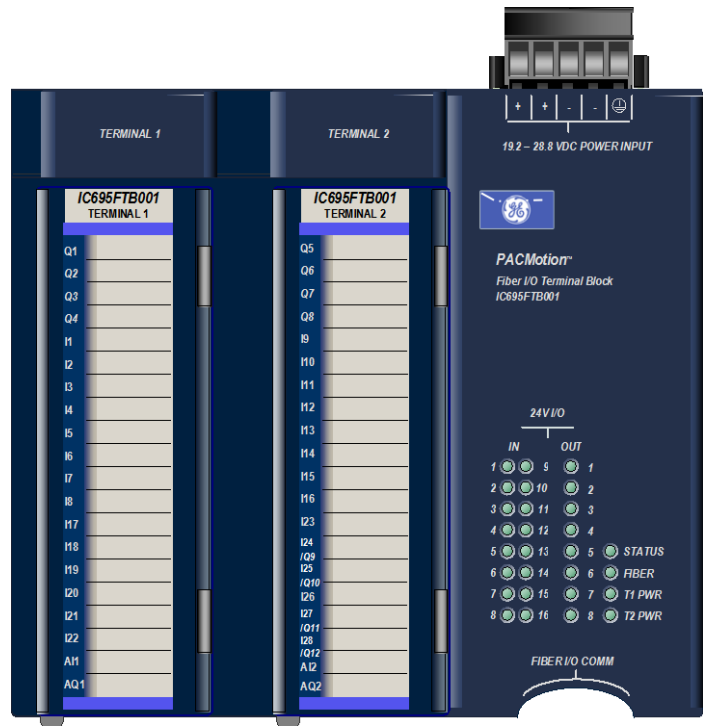 + + - -
19.2 – 28.8 VDC POWER INPUT
TERMINAL 1
TERMINAL 2
IC695FTB001
TERMINAL 1
Q1
Q2
Q3
Q4
I1
I2
I3
I4
I5
I6
I7
I8
I17
I18
I19
I20
I21
I22
AI1
AQ1
IC695FTB001
TERMINAL 2
Q5
Q6
Q7
Q8
I9
I10
I11
I12
I13
I14
I15
I16
I23
I24
/Q9
I25
/Q10
I26
I27
/Q11
I28
/Q12
AI2
AQ2
GE
PACMotion™
Fiber I/O Terminal Block
IC695FTB001
24V I/O
IN OUT
1 9 1
2 10 2
3 11 3
4 12 4
5 13 5 STATUS
6 14 6 FIBER
7 15 7 T1 PWR
8 16 8 T2 PWR
FIBER I/O COMM